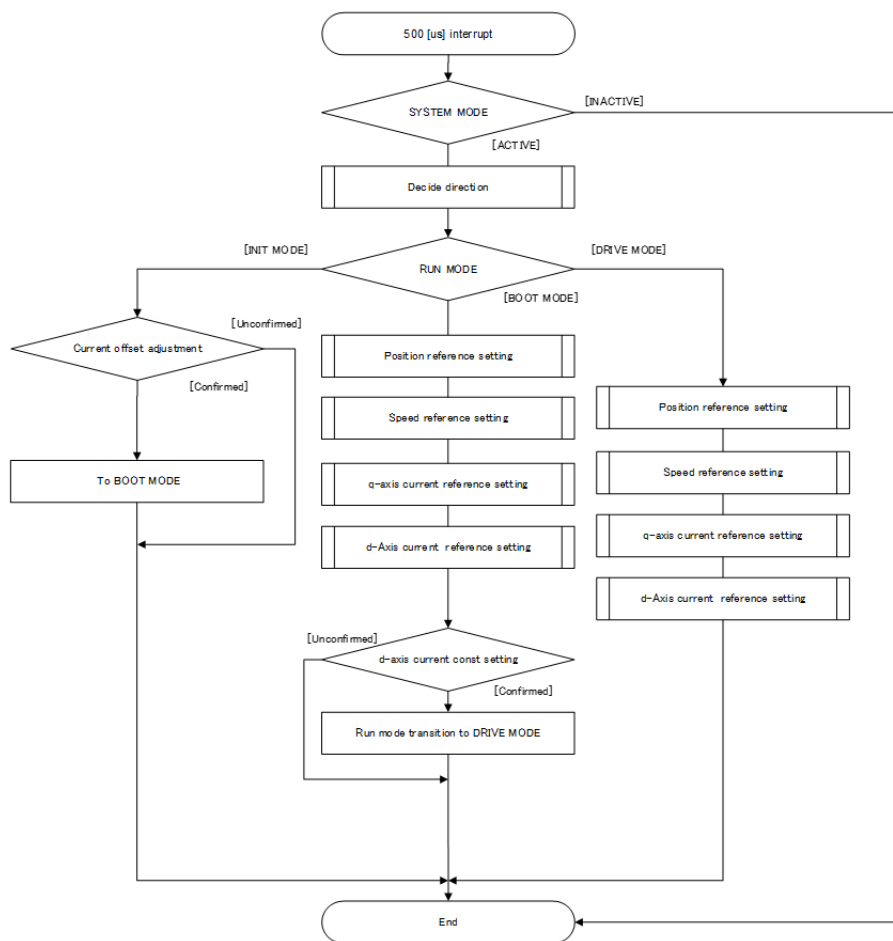 500 [us] interrupt
[INACTIVE]
SYSTEM MODE
[ACTIVE]
Decide direction
[INIT MODE]
[DRIVE MODE]
RUN MODE
[BOOT MODE]
[Unconfirmed]
Current offset adjustment
[Confirmed]
To BOOT MODE
Position reference setting
Speed reference setting
q-axis current reference setting
d-Axis current reference setting
[Unconfirmed]
d-axis current const setting
[Confirmed]
Run mode transition to DRIVE MODE
Position reference setting
Speed reference setting
q-axis current reference setting
d-Axis current reference setting
End